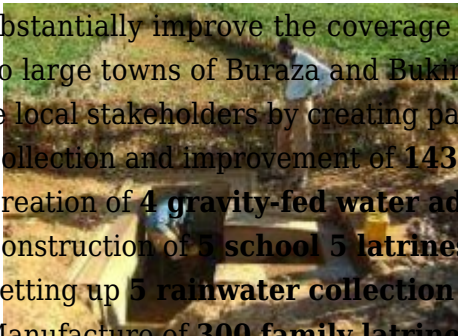 bstantially improve the coverage
o large towns of Buraza and Bukir
e local stakeholders by creating pa
ollection and improvement of 143
reation of 4 gravity-fed water ad
onstruction of 5 school 5 latrines
etting up 5 rainwater collection
Manufacture of 300 family latrine